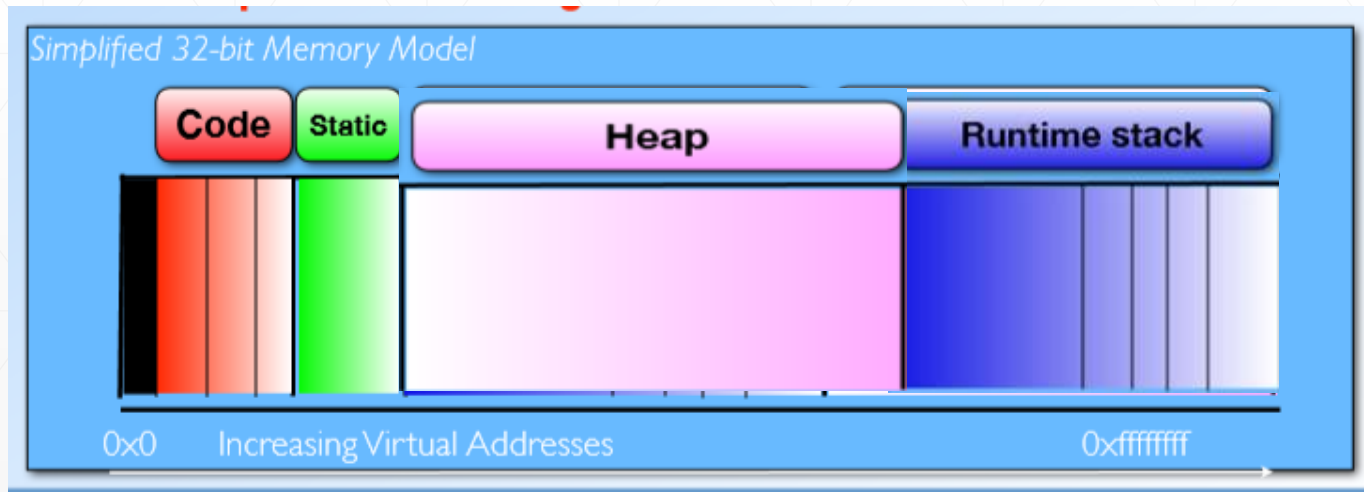 Simplified 32-bit Memory Model
Code Static Heap Runtime stack
0x0 Increasing Virtual Addresses 0xffffffff